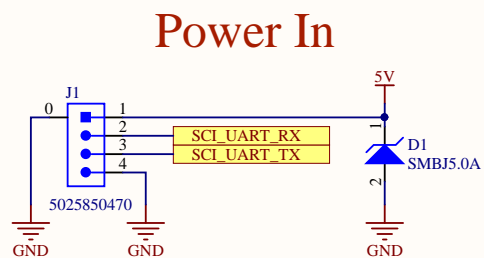 Power In
J1
5V
0
1
2
SCI_UART_RX
3
SCI_UART_TX
4
1
D1
SMBJ5.0A
2
5025850470
GND
GND
GND